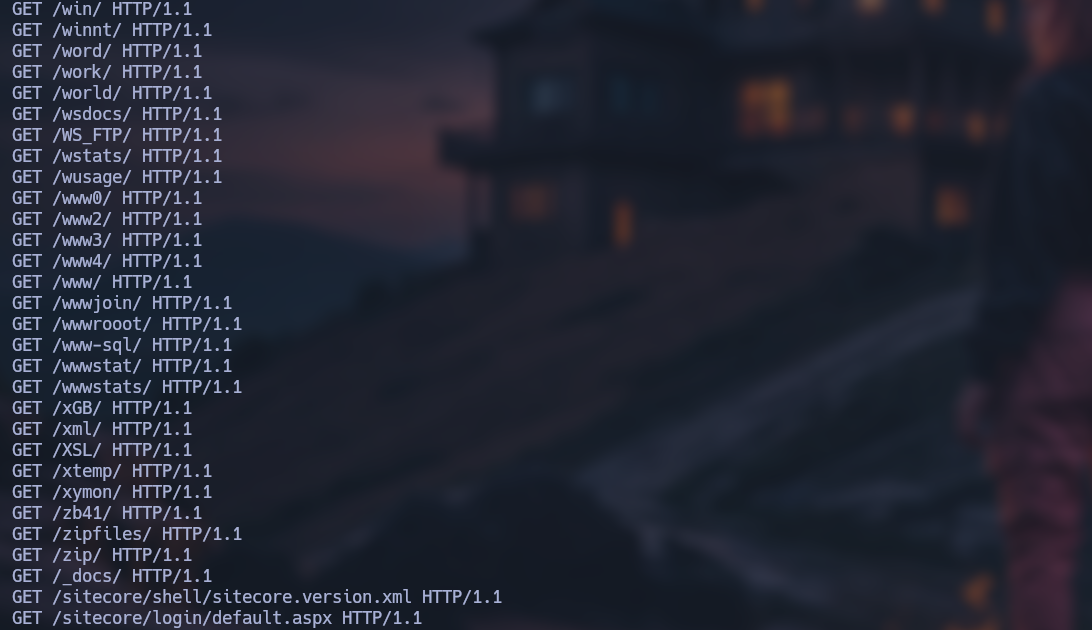 GET /win/ HTTP/1.1
GET /winnt/ HTTP/1.1
GET /word/ HTTP/1.1
GET /work/ HTTP/1.1
GET /world/ HTTP/1.1
GET /wsdocs/ HTTP/1.1
GET /WS_FTP/ HTTP/1.1
GET /wstats/ HTTP/1.1
GET /wusage/ HTTP/1.1
GET /www0/ HTTP/1.1
GET /www2/ HTTP/1.1
GET /www3/ HTTP/1.1
GET /www4/ HTTP/1.1
GET /www/ HTTP/1.1
GET /wwwjoin/ HTTP/1.1
GET /wwwrooot/ HTTP/1.1
GET /www-sql/ HTTP/1.1
GET /wwwstat/ HTTP/1.1
GET /wwwstats/ HTTP/1.1
GET /xGB/ HTTP/1.1
GET /xml/ HTTP/1.1
GET /XSL/ HTTP/1.1
GET /xtemp/ HTTP/1.1
GET /xymon/ HTTP/1.1
GET /zb41/ HTTP/1.1
GET /zipfiles/ HTTP/1.1
GET /zip/ HTTP/1.1
GET /_docs/ HTTP/1.1
GET /sitecore/shell/sitecore.version.xml HTTP/1.1
GET /sitecore/login/default.aspx HTTP/1.1